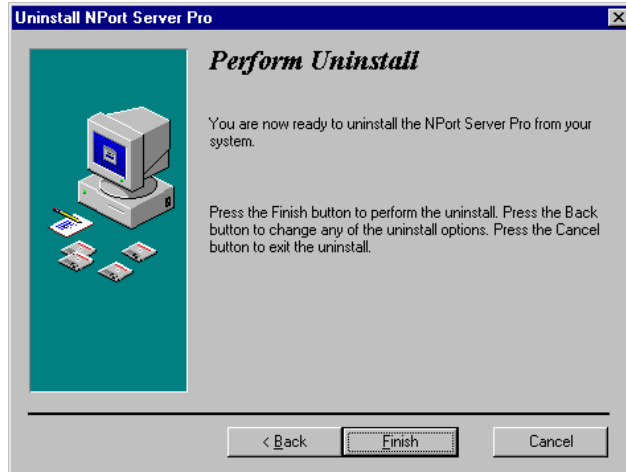 Uninstall NPort Server Pro
Perform Uninstall
You are now ready to uninstall the NPort Server Pro from your
system.
Press the Finish button to perform the uninstall. Press the Back
button to change any of the uninstall options. Press the Cancel
button to exit the uninstall.
< Back
Finish
Cancel